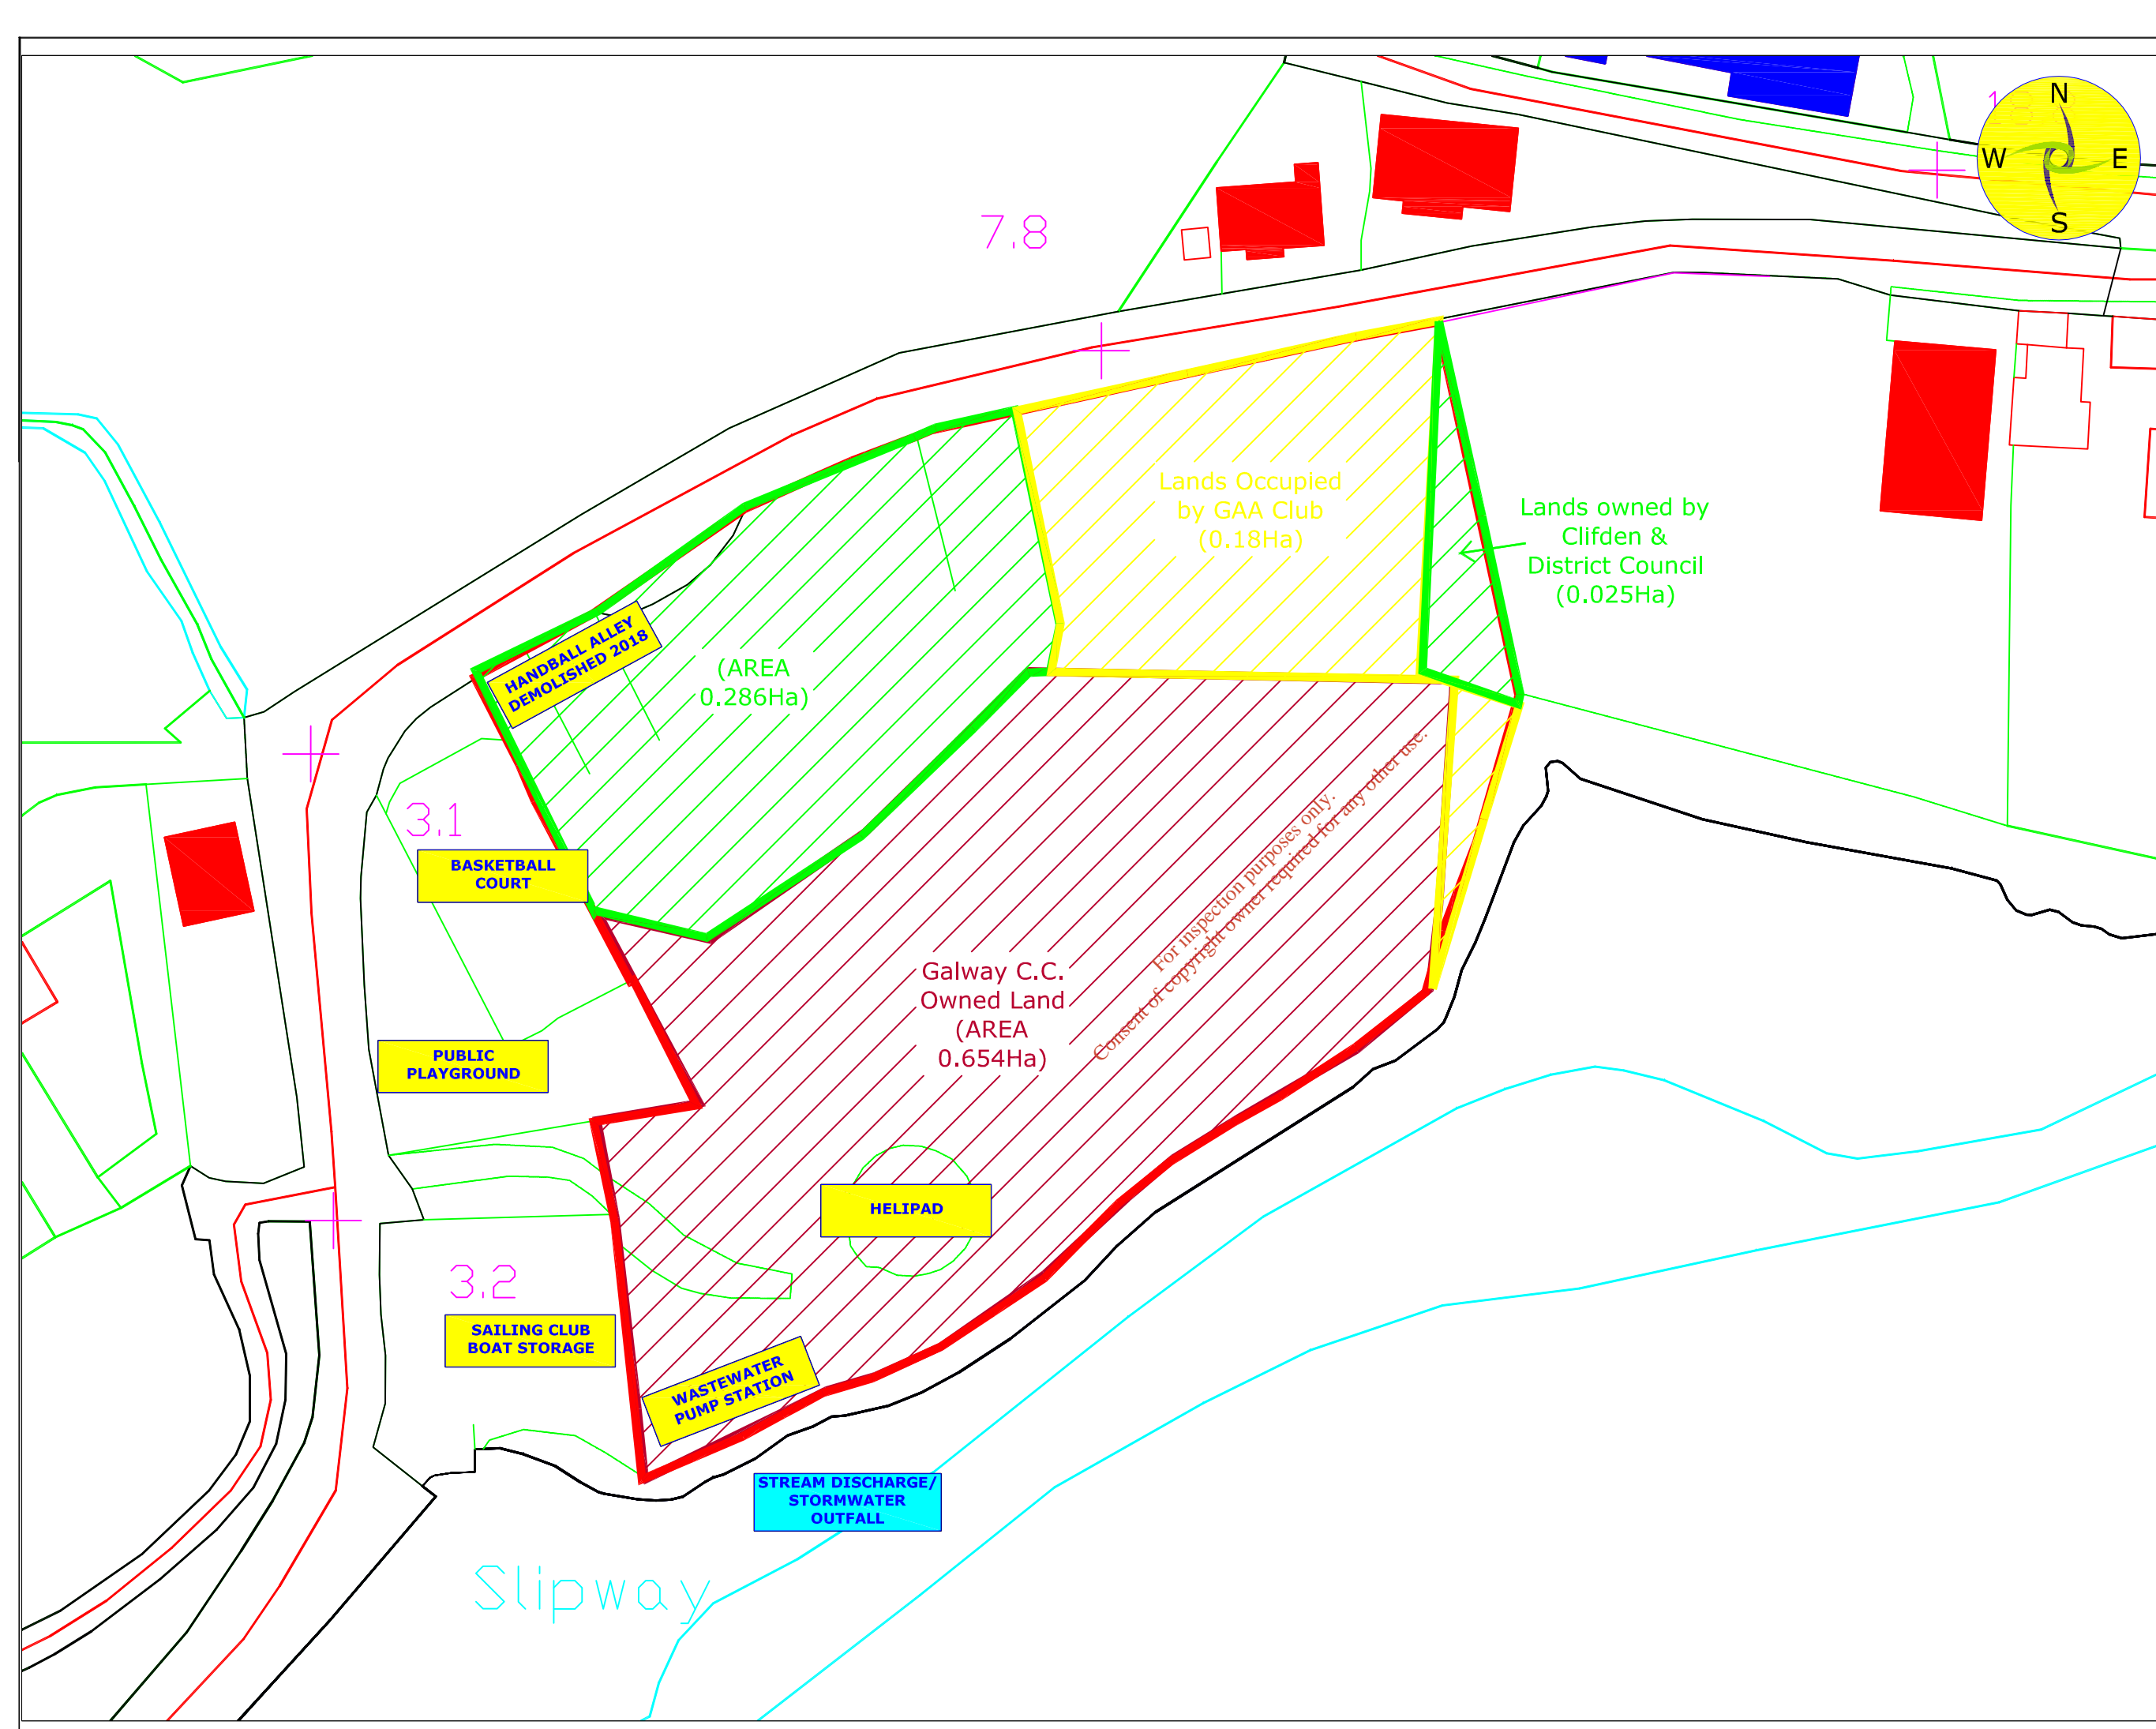 N
W
E
S
7.8
Lands Occupied
by GAA Club
(0.18Ha)
Lands owned by
Clifden &
District Council
(0.025Ha)
HANDBALL ALLEY
DEMOLISHED 2018
(AREA
0.286Ha)
3.1
BASKETBALL
COURT
For inspection purposes only.
Consent of copyright owner required for any other use.
Galway C.C.
Owned Land
(AREA
0.654Ha)
PUBLIC
PLAYGROUND
HELIPAD
3.2
SAILING CLUB
BOAT STORAGE
WASTEWATER
PUMP STATION
STREAM DISCHARGE/
STORMWATER
OUTFALL
Slipway